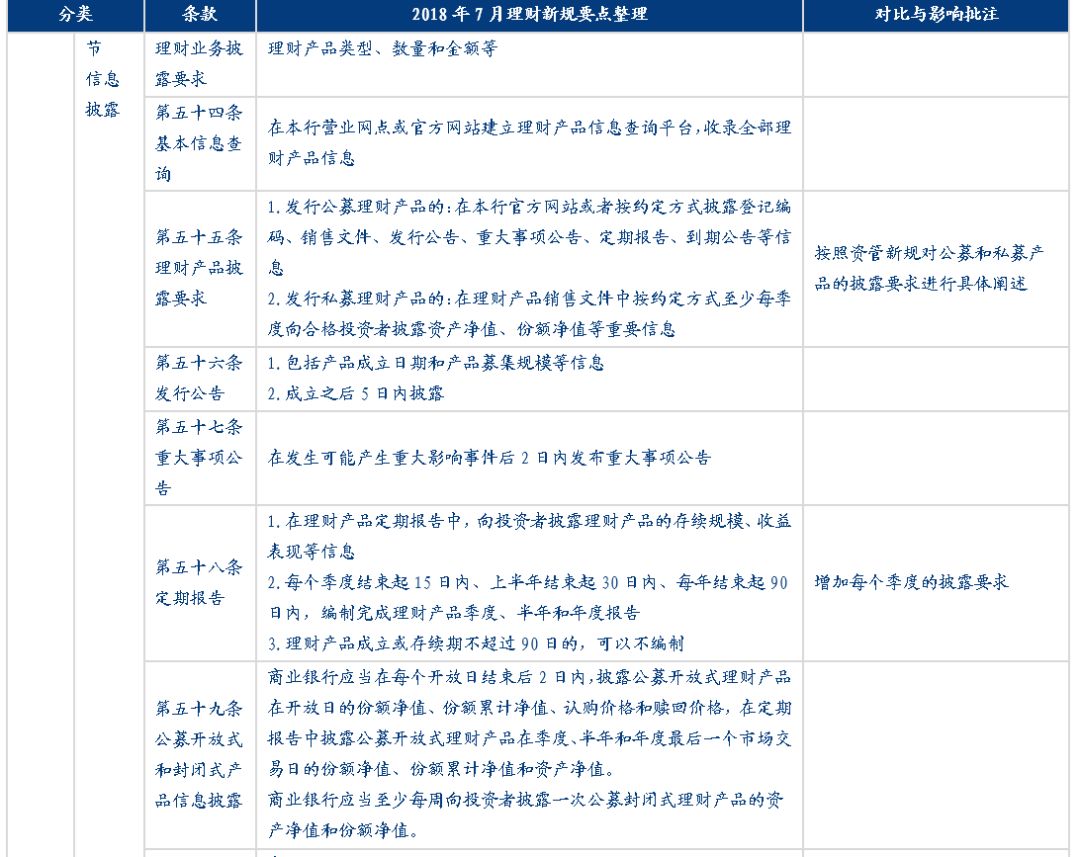 分类 条款 2018 年 7 月理财新规要点整理 对比与影响批注
节
信息
披露
理财业务披
露要求
理财产品类型、数量和金额等
第五十四条
基本信息查
询
在本行营业网点或官方网站建立理财产品信息查询平台,收录全部理
财产品信息
第五十五条
理财产品披
露要求
1. 发行公募理财产品的:在本行官方网站或者按约定方式披露登记编
码、销售文件、发行公告、重大事项公告、定期报告、到期公告等信
息
2. 发行私募理财产品的:在理财产品销售文件中按约定方式至少每季
度向合格投资者披露资产净值、份额净值等重要信息
按照资管新规对公募和私募产
品的披露要求进行具体阐述
第五十六条
发行公告
1. 包括产品成立日期和产品募集规模等信息
2. 成立之后 5 日内披露
第五十七条
重大事项公
告
在发生可能产生重大影响事件后 2 日内发布重大事项公告
第五十八条
定期报告
1. 在理财产品定期报告中，向投资者披露理财产品的存续规模、收益
表现等信息
2. 每个季度结束起 15 日内、上半年结束起 30 日内、每年结束起 90
日内，编制完成理财产品季度、半年和年度报告
3. 理财产品成立或存续期不超过 90 日的，可以不编制
增加每个季度的披露要求
第五十九条
公募开放式
和封闭式产
品信息披露
商业银行应当在每个开放日结束后 2 日内,披露公募开放式理财产品
在开放日的份额净值、份额累计净值、认购价格和赎回价格，在定期
报告中披露公募开放式理财产品在季度、半年和年度最后一个市场交
易日的份额净值、份额累计净值和资产净值。
商业银行应当至少每周向投资者披露一次公募封闭式理财产品的资
产净值和份额净值。